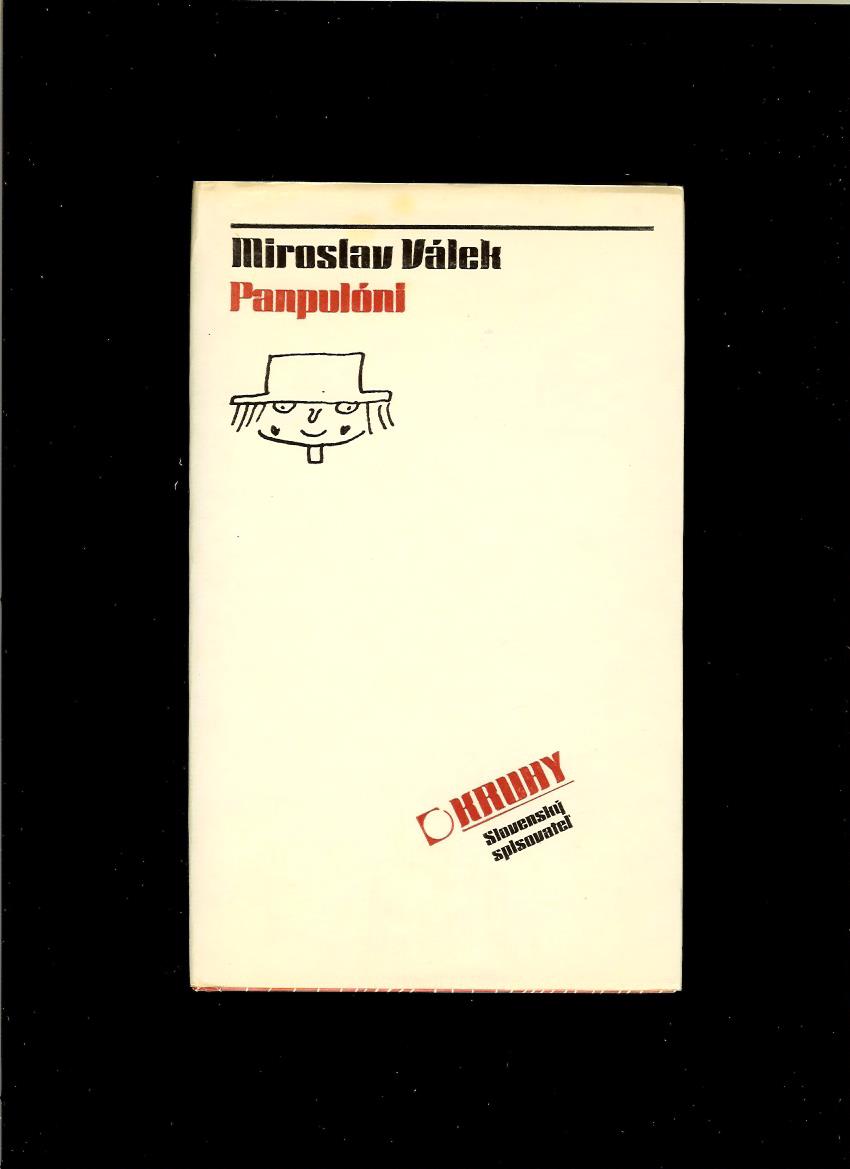 Miroslav Válek
Panpulóni
KRUHY
Slovenský
spisovateľ